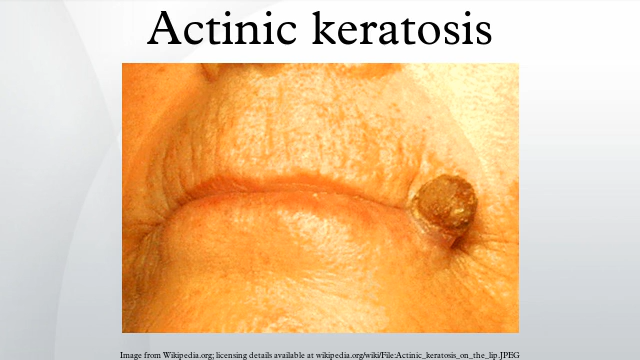 Actinic keratosis
Image from Wikipedia.org; licensing details available at wikipedia.org/wiki/File:Actinic_keratosis_on_the_lip.JPEG